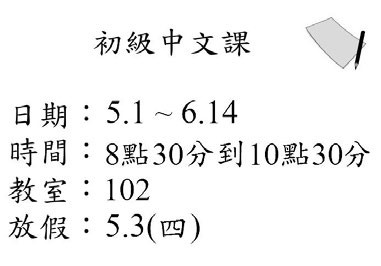 初級中文課
日期：5.1 ~ 6.14
時間：8點30分到10點30分
教室：102
放假：5.3(四)